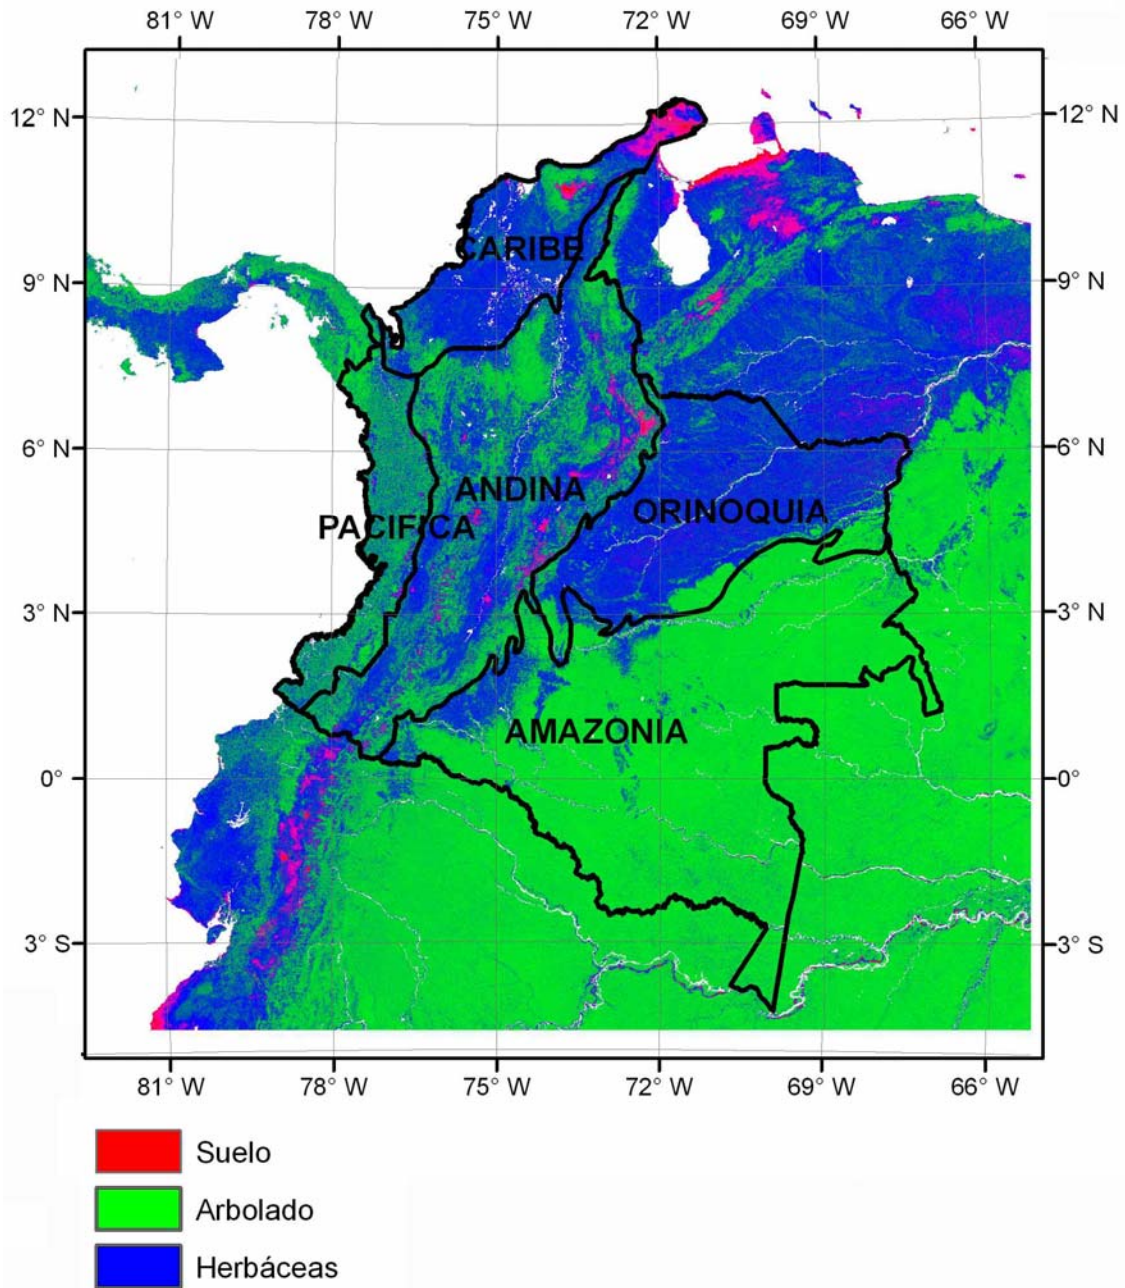 81° W 78° W 75° W 72° W 69° W 66° W
12° N 12° N
CARIBE
9° N 9° N
6° N 6° N
ANDINA
ORINOQUIA
PACIFICA
3° N 3° N
AMAZONIA
0° 0°
3° S 3° S
81° W 78° W 75° W 72° W 69° W 66° W
Suelo
Arbolado
Herbáceas